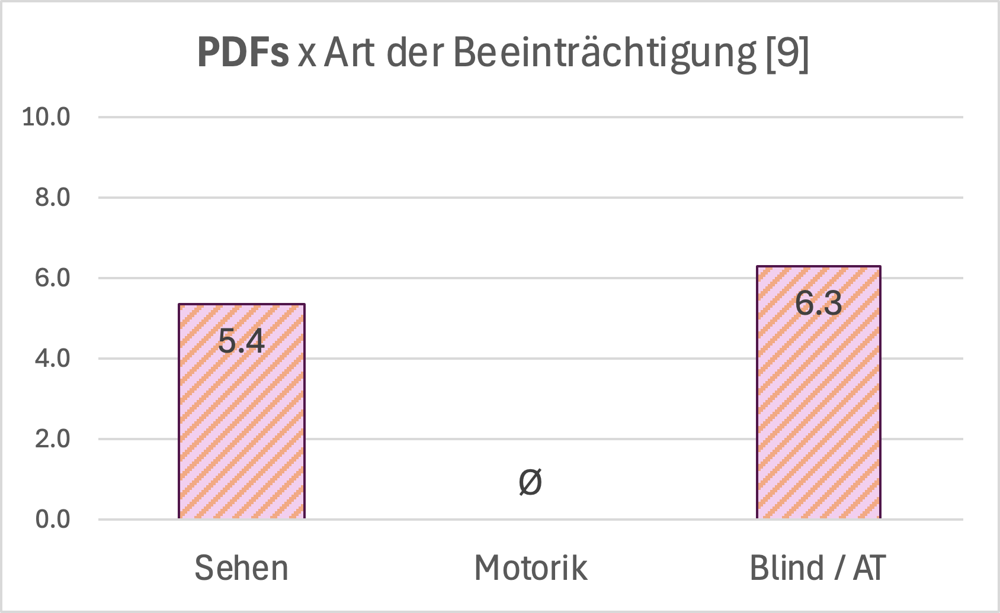 PDFs x Art der Beeinträchtigung [9]
10.0
8.0
6.0
4.0
2.0
0.0
5.4
Ø
6.3
Sehen
Motorik
Blind / AT